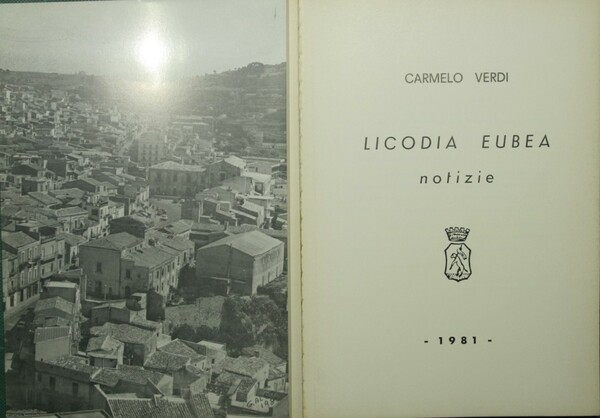 CARMELO VERDI
LICODIA EUBEA
notizie
- 1981 -